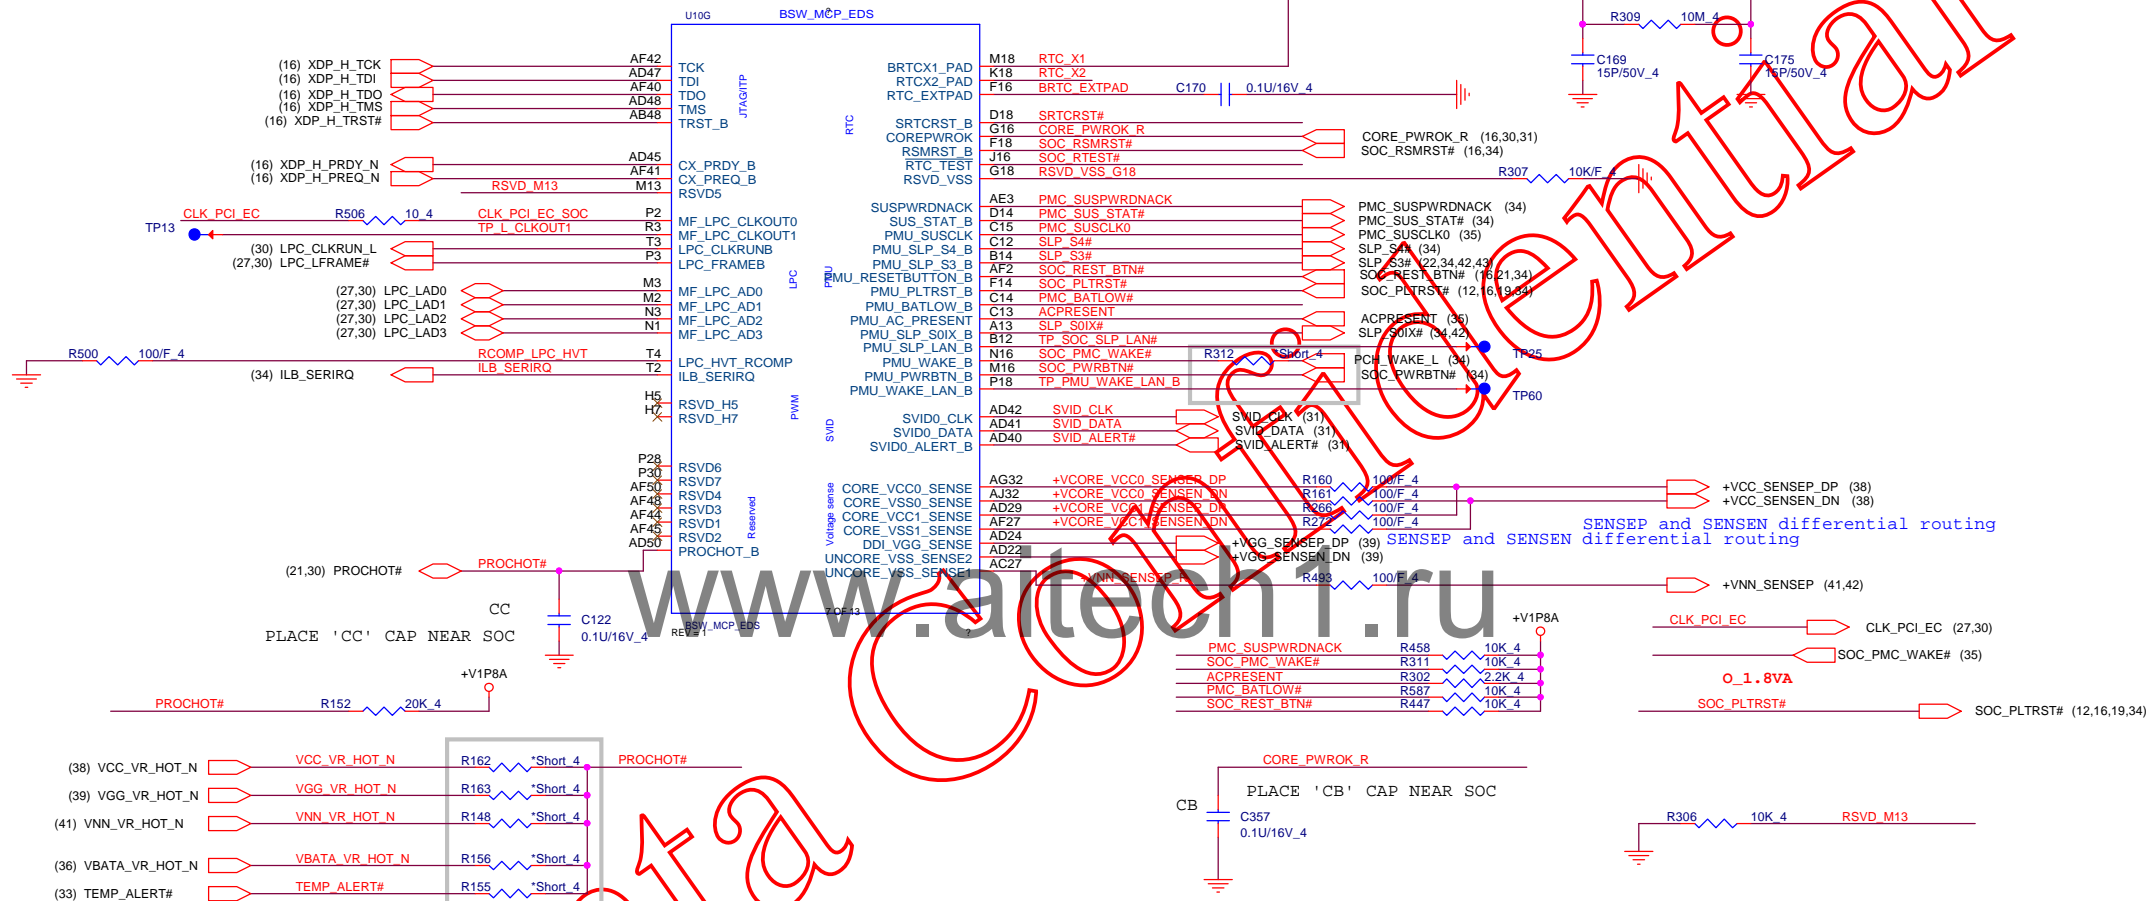 U10G
BSW_MCP_EDS
?
R309 10M_4
C169
15P/50V_4
C175
15P/50V_4
(16) XDP_H_TCK AF42 TCK
(16) XDP_H_TDI AD47 TDI
(16) XDP_H_TDO AF40 TDO
(16) XDP_H_TMS AD48 TMS
(16) XDP_H_TRST# AB48 TRST_B
JTAG/ITP
(16) XDP_H_PRDY_N AD45 CX_PRDY_B
(16) XDP_H_PREQ_N AF41 CX_PREQ_B
RSVD_M13 M13 RSVD5
CLK_PCI_EC R506 10_4 CLK_PCI_EC_SOC P2 MF_LPC_CLKOUT0
TP13 TP_L_CLKOUT1 R3 MF_LPC_CLKOUT1
(30) LPC_CLKRUN_L T3 LPC_CLKRUNB
(27,30) LPC_LFRAME# P3 LPC_FRAMEB
(27,30) LPC_LAD0 M3 MF_LPC_AD0
(27,30) LPC_LAD1 M2 MF_LPC_AD1
(27,30) LPC_LAD2 N3 MF_LPC_AD2
(27,30) LPC_LAD3 N1 MF_LPC_AD3
LPC
R500 100/F_4 RCOMP_LPC_HVT T4 LPC_HVT_RCOMP
(34) ILB_SERIRQ ILB_SERIRQ T2 ILB_SERIRQ
H5 RSVD_H5
H7 RSVD_H7
PWM
P28 RSVD6
P30 RSVD7
AF50 RSVD4
AF48 RSVD3
AF44 RSVD1
AF45 RSVD2
AD50 PROCHOT_B
Reserved
(21,30) PROCHOT# PROCHOT#
BRTCX1_PAD M18 RTC_X1
RTCX2_PAD K18 RTC_X2
RTC_EXTPAD F16 BRTC_EXTPAD C170 0.1U/16V_4
RTC
SRTCRST_B D18 SRTCRST#
COREPWROK G16 CORE_PWROK_R CORE_PWROK_R (16,30,31)
RSMRST_B F18 SOC_RSMRST# SOC_RSMRST# (16,34)
RTC_TEST J16 SOC_RTEST#
RSVD_VSS G18 RSVD_VSS_G18 R307 10K/F_4
SUSPWRDNACK AE3 PMC_SUSPWRDNACK PMC_SUSPWRDNACK (34)
SUS_STAT_B D14 PMC_SUS_STAT# PMC_SUS_STAT# (34)
PMU_SUSCLK C15 PMC_SUSCLK0 PMC_SUSCLK0 (35)
PMU_SLP_S4_B C12 SLP_S4# SLP_S4# (34)
PMU_SLP_S3_B B14 SLP_S3# SLP_S3# (22,34,42,43)
PMU_RESETBUTTON_B AF2 SOC_REST_BTN# SOC_REST_BTN# (16,21,34)
PMU_PLTRST_B F14 SOC_PLTRST# SOC_PLTRST# (12,16,19,34)
PMU_BATLOW_B C14 PMC_BATLOW#
PMU_AC_PRESENT C13 ACPRESENT ACPRESENT (35)
PMU_SLP_S0IX_B A13 SLP_S0IX# SLP_S0IX# (34,42)
PMU_SLP_LAN_B B12 TP_SOC_SLP_LAN# TP25
PMU_WAKE_B N16 SOC_PMC_WAKE# R312 *Short_4 PCH_WAKE_L (34)
PMU_PWRBTN_B M16 SOC_PWRBTN# SOC_PWRBTN# (34)
PMU_WAKE_LAN_B P18 TP_PMU_WAKE_LAN_B TP60
PMU
SVID0_CLK AD42 SVID_CLK SVID_CLK (31)
SVID0_DATA AD41 SVID_DATA SVID_DATA (31)
SVID0_ALERT_B AD40 SVID_ALERT# SVID_ALERT# (31)
SVID
CORE_VCC0_SENSE AG32 +VCORE_VCC0_SENSEP_DP R160 100/F_4 +VCC_SENSEP_DP (38)
CORE_VSS0_SENSE AJ32 +VCORE_VCC0_SENSEN_DN R161 100/F_4 +VCC_SENSEN_DN (38)
CORE_VCC1_SENSE AD29 +VCORE_VCC1_SENSEP_DP R266 100/F_4
CORE_VSS1_SENSE AF27 +VCORE_VCC1_SENSEN_DN R272 100/F_4
SENSEP and SENSEN differential routing
DDI_VGG_SENSE AD24 +VGG_SENSEP_DP (39)
SENSEP and SENSEN differential routing
UNCORE_VSS_SENSE2 AD22 +VGG_SENSEN_DN (39)
UNCORE_VSS_SENSE1 AC27 +VNN_SENSEP_R R493 100/F_4 +VNN_SENSEP (41,42)
Voltage sense
7 OF 13
BSW_MCP_EDS
REV = 1
?
www.aitech1.ru
Confidential
CC
C122
0.1U/16V_4
PLACE 'CC' CAP NEAR SOC
+V1P8A
PROCHOT# R152 20K_4
+V1P8A
PMC_SUSPWRDNACK R458 10K_4
SOC_PMC_WAKE# R311 10K_4
ACPRESENT R302 2.2K_4
PMC_BATLOW# R587 10K_4
SOC_REST_BTN# R447 10K_4
CLK_PCI_EC CLK_PCI_EC (27,30)
SOC_PMC_WAKE# (35)
O_1.8VA
SOC_PLTRST# SOC_PLTRST# (12,16,19,34)
(38) VCC_VR_HOT_N VCC_VR_HOT_N R162 *Short_4 PROCHOT#
(39) VGG_VR_HOT_N VGG_VR_HOT_N R163 *Short_4
(41) VNN_VR_HOT_N VNN_VR_HOT_N R148 *Short_4
(36) VBATA_VR_HOT_N VBATA_VR_HOT_N R156 *Short_4
(33) TEMP_ALERT# TEMP_ALERT# R155 *Short_4
CORE_PWROK_R
PLACE 'CB' CAP NEAR SOC
CB
C357
0.1U/16V_4
R306 10K_4 RSVD_M13